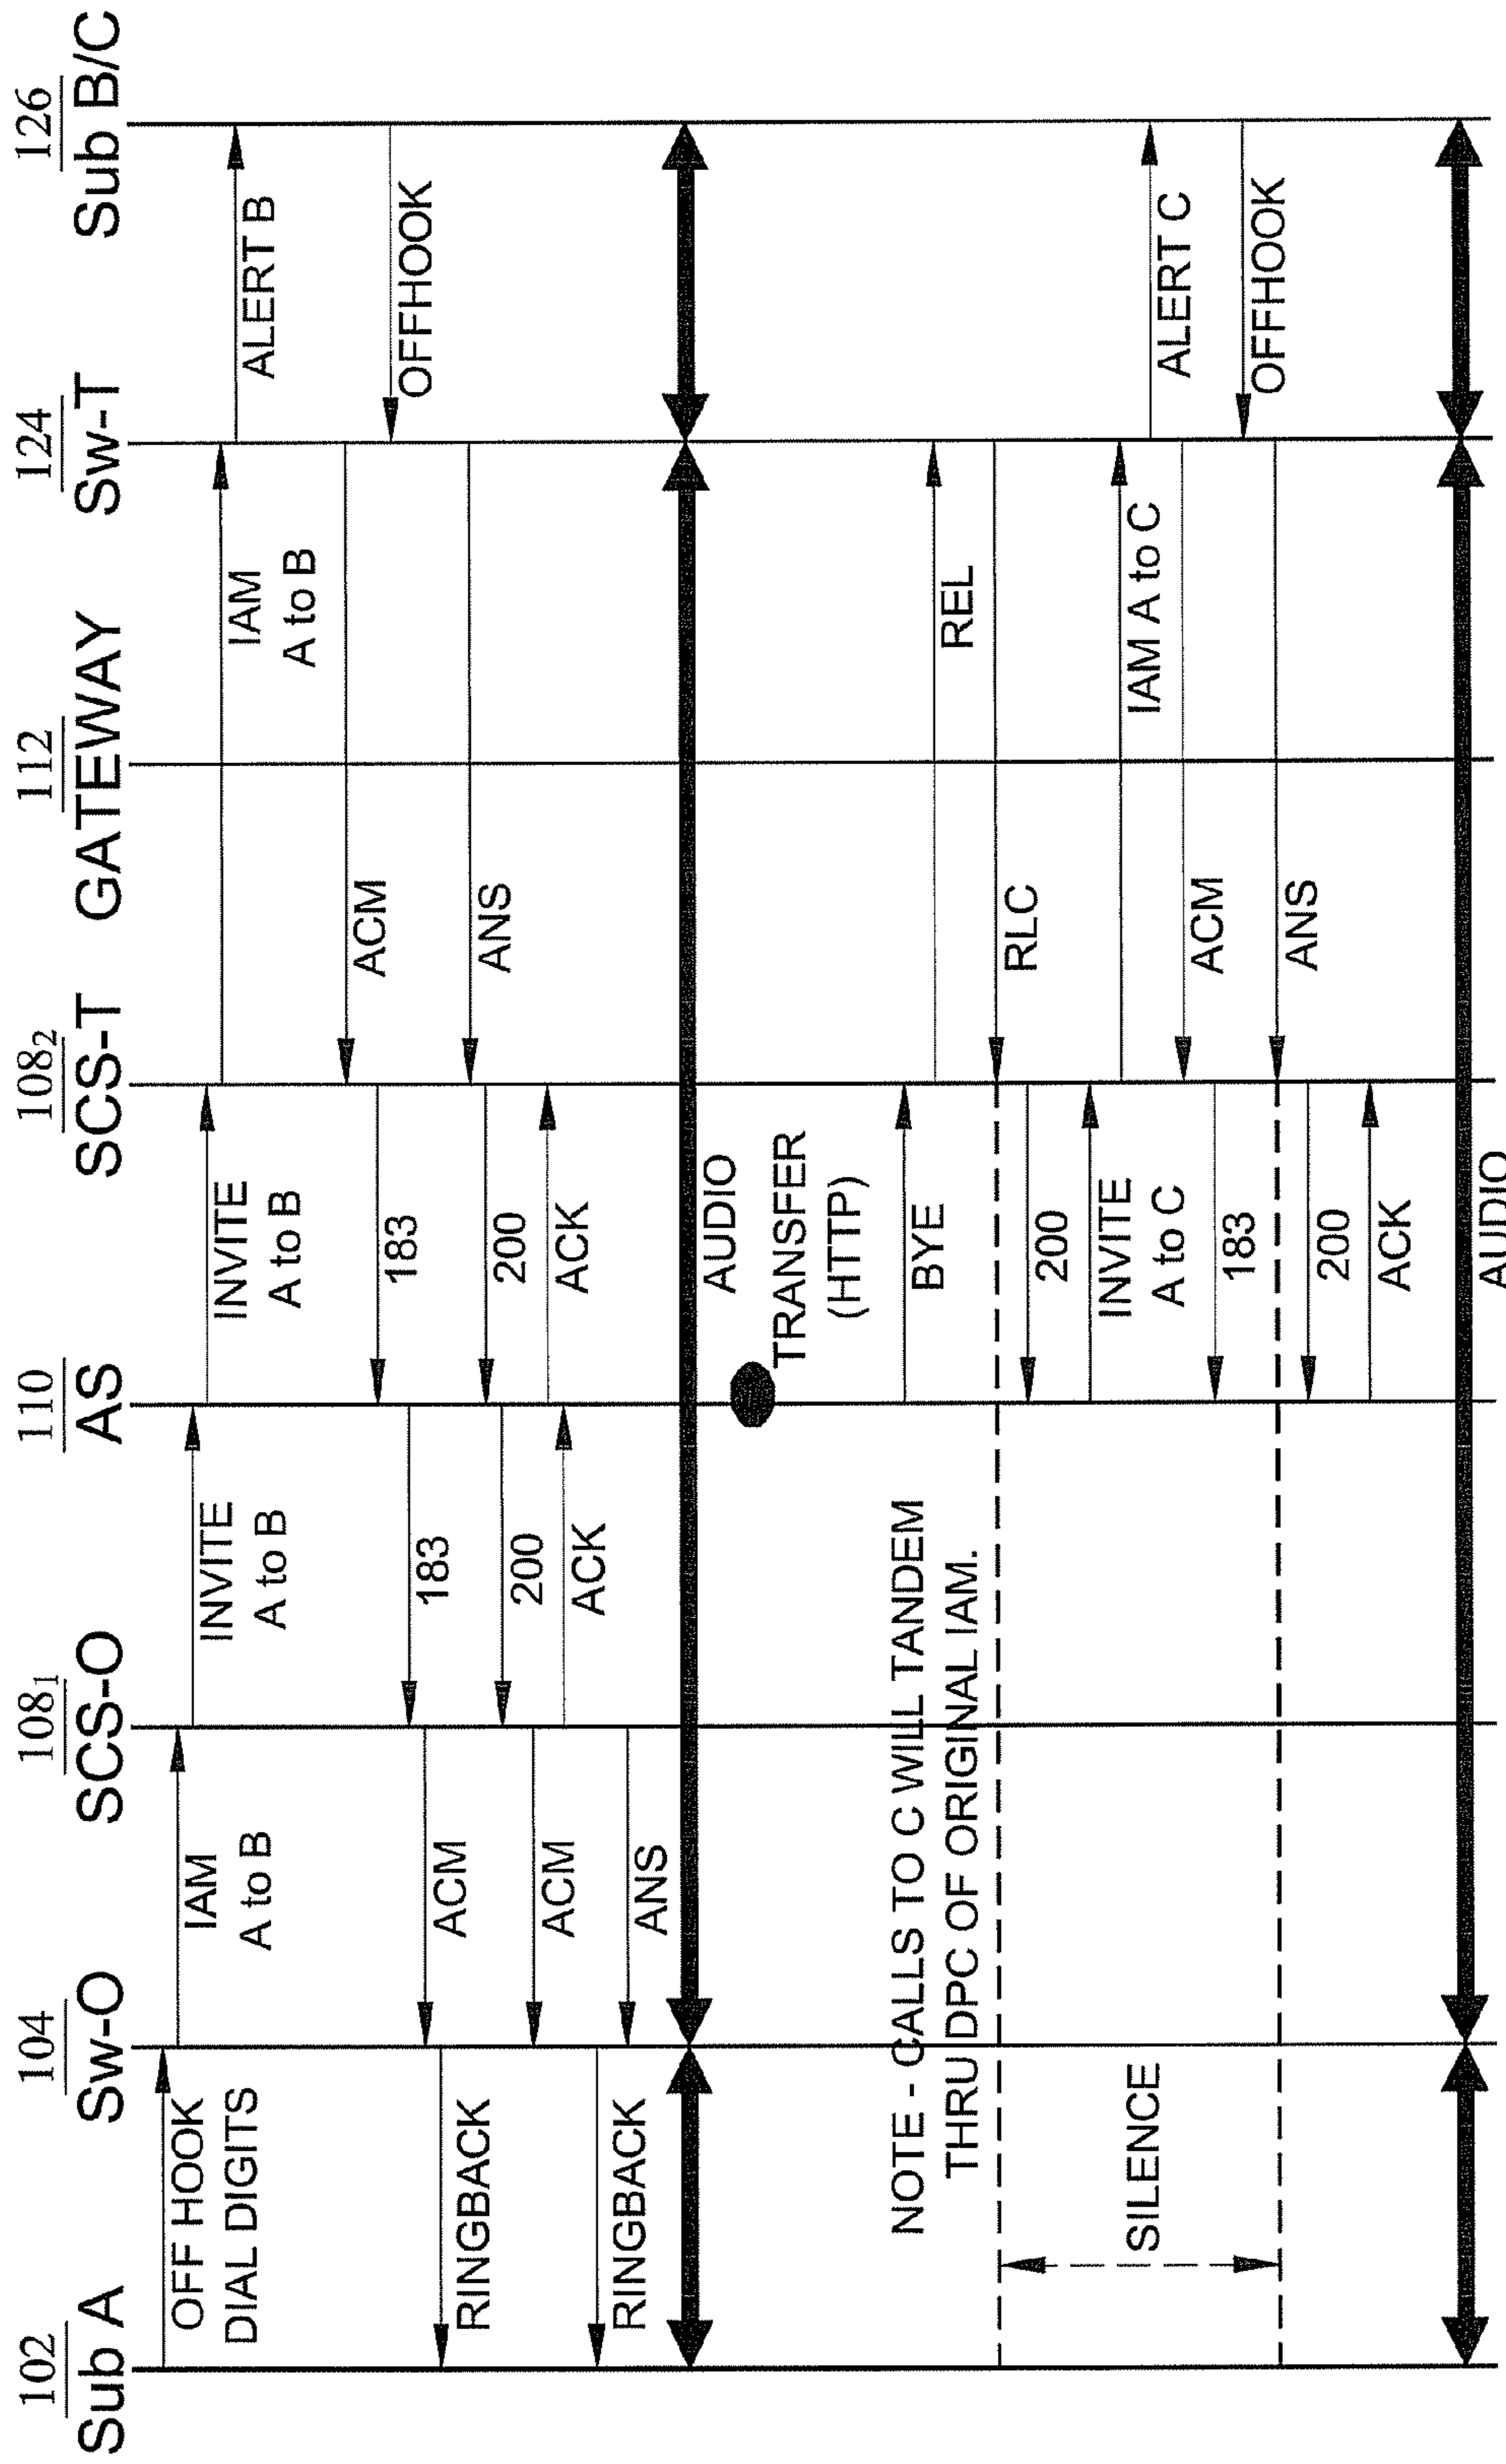 102
Sub A
104
Sw-O
108₁
SCS-O
110
AS
108₂
SCS-T
112
GATEWAY
124
Sw-T
126
Sub B/C
OFF HOOK
DIAL DIGITS
IAM
A to B
INVITE
A to B
INVITE
A to B
IAM
A to B
ALERT B
ACM
183
183
ACM
RINGBACK
OFFHOOK
ANS
200
200
ACM
ACK
ACK
RINGBACK
ANS
AUDIO
TRANSFER
(HTTP)
NOTE - CALLS TO C WILL TANDEM
THRU DPC OF ORIGINAL IAM.
BYE
REL
RLC
200
INVITE
A to C
IAM A to C
ALERT C
SILENCE
ACM
183
OFFHOOK
ANS
200
ACK
AUDIO